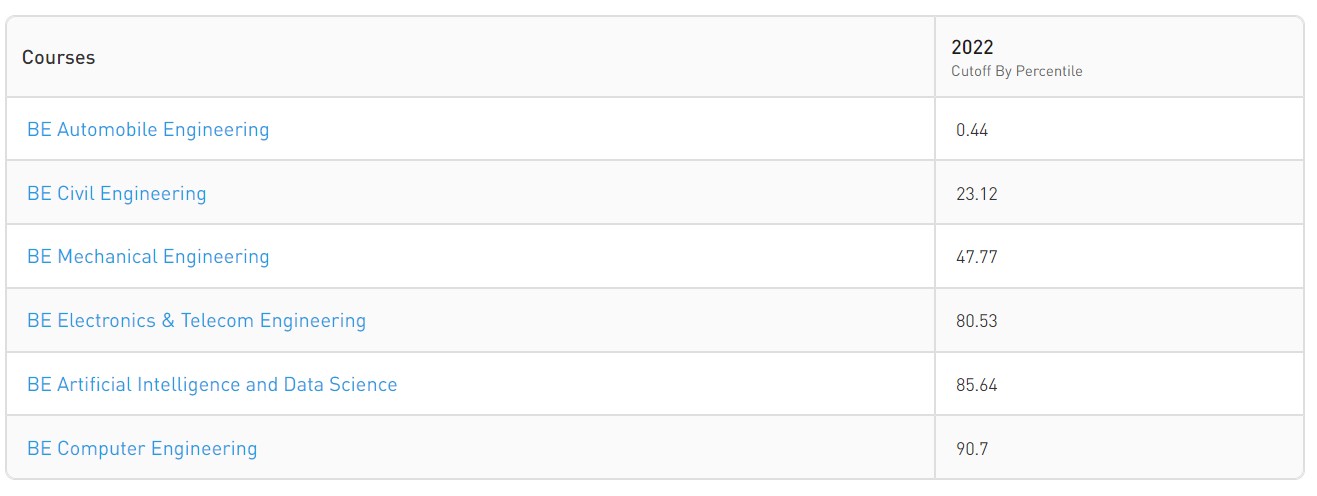 Courses
2022
Cutoff By Percentile
BE Automobile Engineering
0.44
BE Civil Engineering
23.12
BE Mechanical Engineering
47.77
BE Electronics & Telecom Engineering
80.53
BE Artificial Intelligence and Data Science
85.64
BE Computer Engineering
90.7